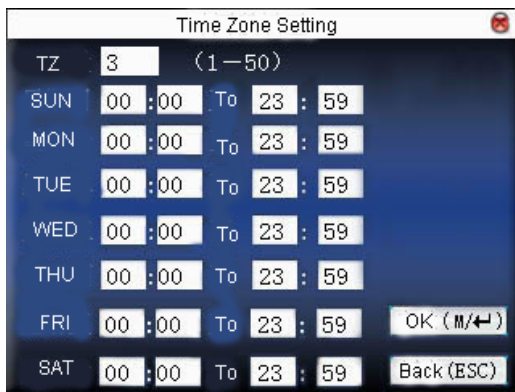 Time Zone Setting
TZ 3 (1—50)
SUN 00:00 To 23:59
MON 00:00 To 23:59
TUE 00:00 To 23:59
WED 00:00 To 23:59
THU 00:00 To 23:59
FRI 00:00 To 23:59 OK (M/↵)
SAT 00:00 To 23:59 Back(ESC)